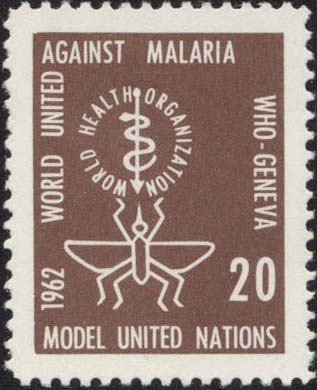 1962 WORLD UNITED
AGAINST MALARIA
WHO-GENEVA
WORLD HEALTH ORGANIZATION
20
MODEL UNITED NATIONS